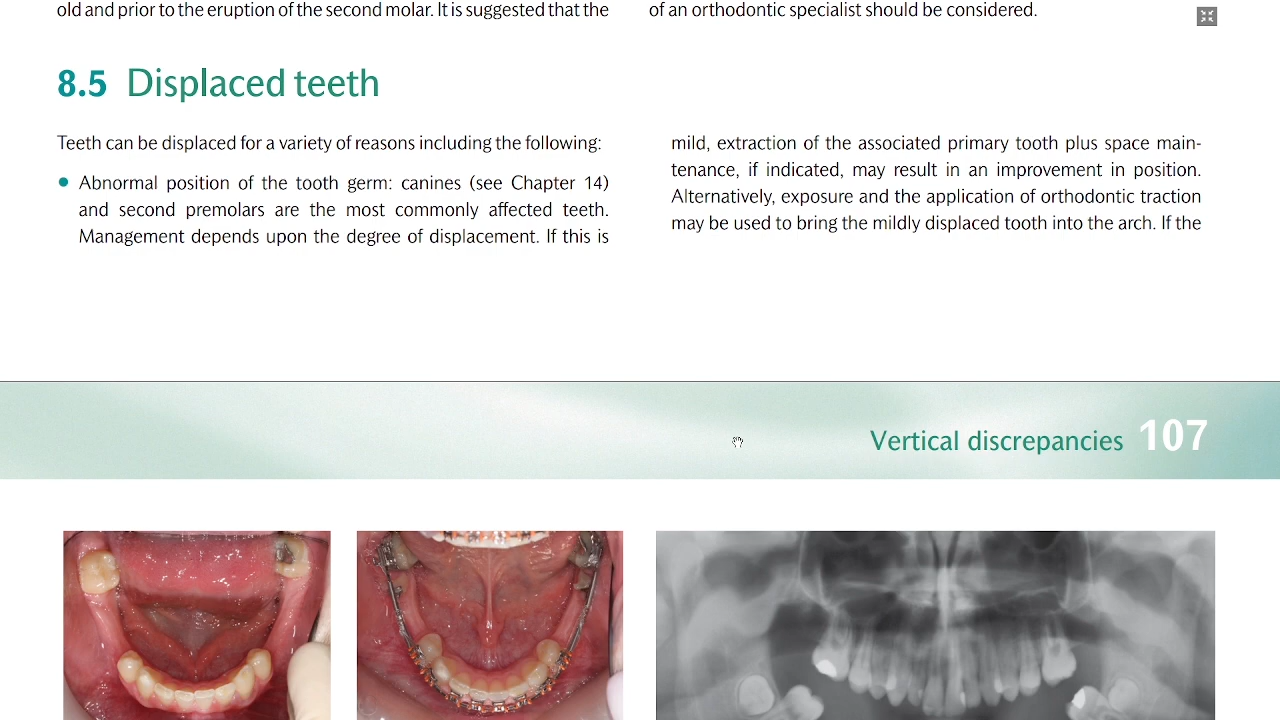 old and prior to the eruption of the second molar. It is suggested that the
of an orthodontic specialist should be considered.
8.5 Displaced teeth
Teeth can be displaced for a variety of reasons including the following:
• Abnormal position of the tooth germ: canines (see Chapter 14)
and second premolars are the most commonly affected teeth.
Management depends upon the degree of displacement. If this is
mild, extraction of the associated primary tooth plus space main-
tenance, if indicated, may result in an improvement in position.
Alternatively, exposure and the application of orthodontic traction
may be used to bring the mildly displaced tooth into the arch. If the
Vertical discrepancies 107